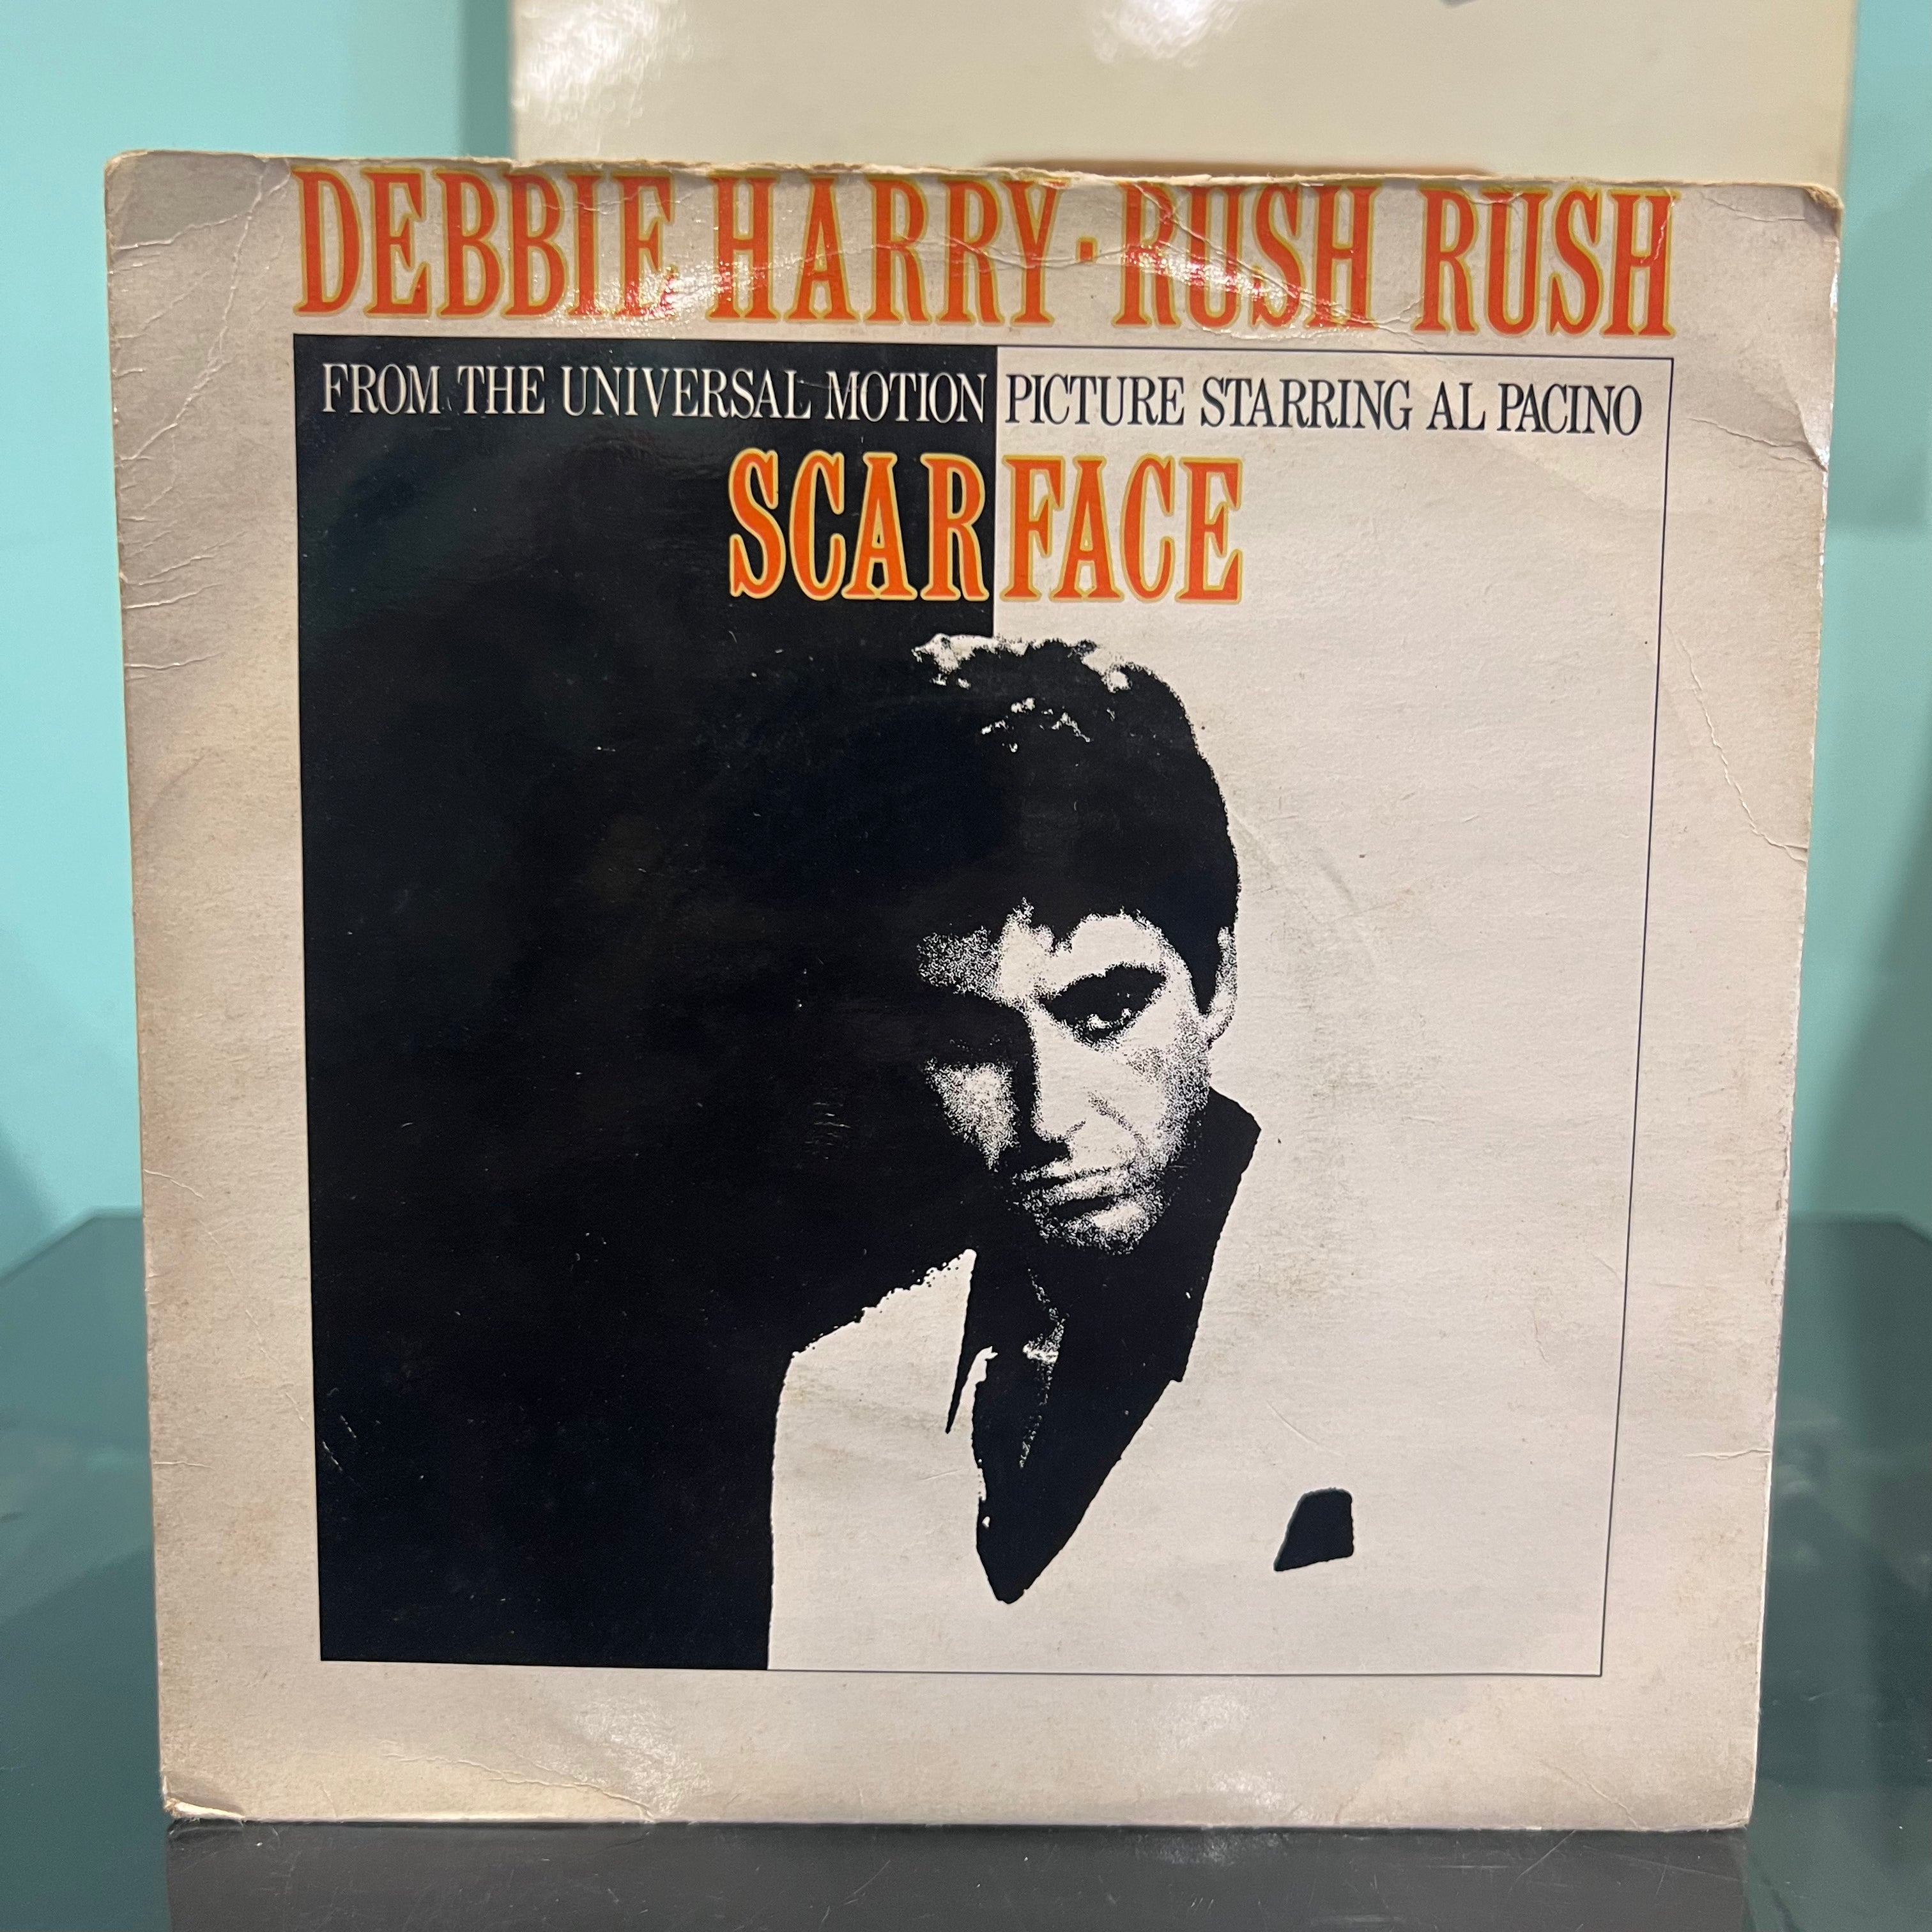 DEBBIE HARRY · RUSH RUSH
FROM THE UNIVERSAL MOTION PICTURE STARRING AL PACINO
SCARFACE